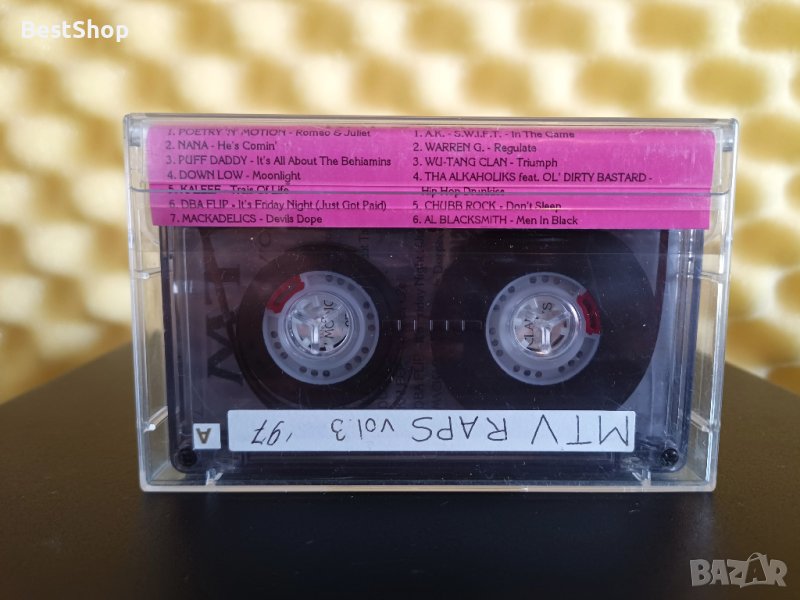 BestShop
1. POETRY 'N' MOTION - Romeo & Juliet
2. NANA - He's Comin'
3. PUFF DADDY - It's All About The Behiamins
4. DOWN LOW - Moonlight
5. KALEEF - Trais Of Life
6. DBA FLIP - It's Friday Night (Just Got Paid)
7. MACKADELICS - Devils Dope
1. A.K. - S.W.I.F.T. - In The Game
2. WARREN G. - Regulate
3. WU-TANG CLAN - Triumph
4. THA ALKAHOLIKS feat. OL' DIRTY BASTARD -
Hip Hop Drunkies
5. CHUBB ROCK - Don't Sleep
6. AL BLACKSMITH - Men In Black
MTV RAPS vol.3 '97
A
BAZAR